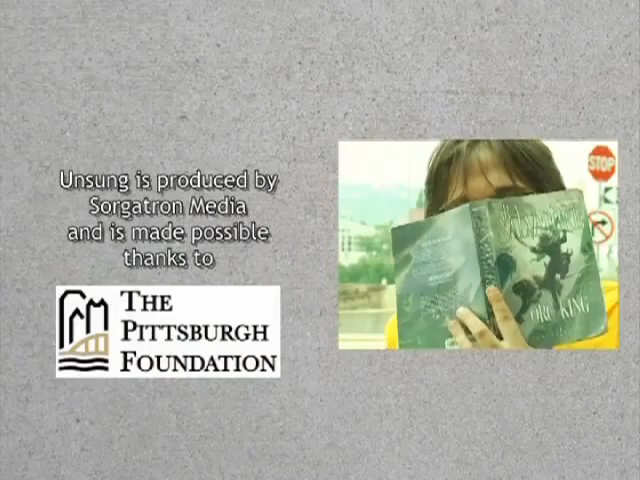 Unsung is produced by
Sorgatron Media
and is made possible
thanks to
THE
PITTSBURGH
FOUNDATION
STOP
ORC KING